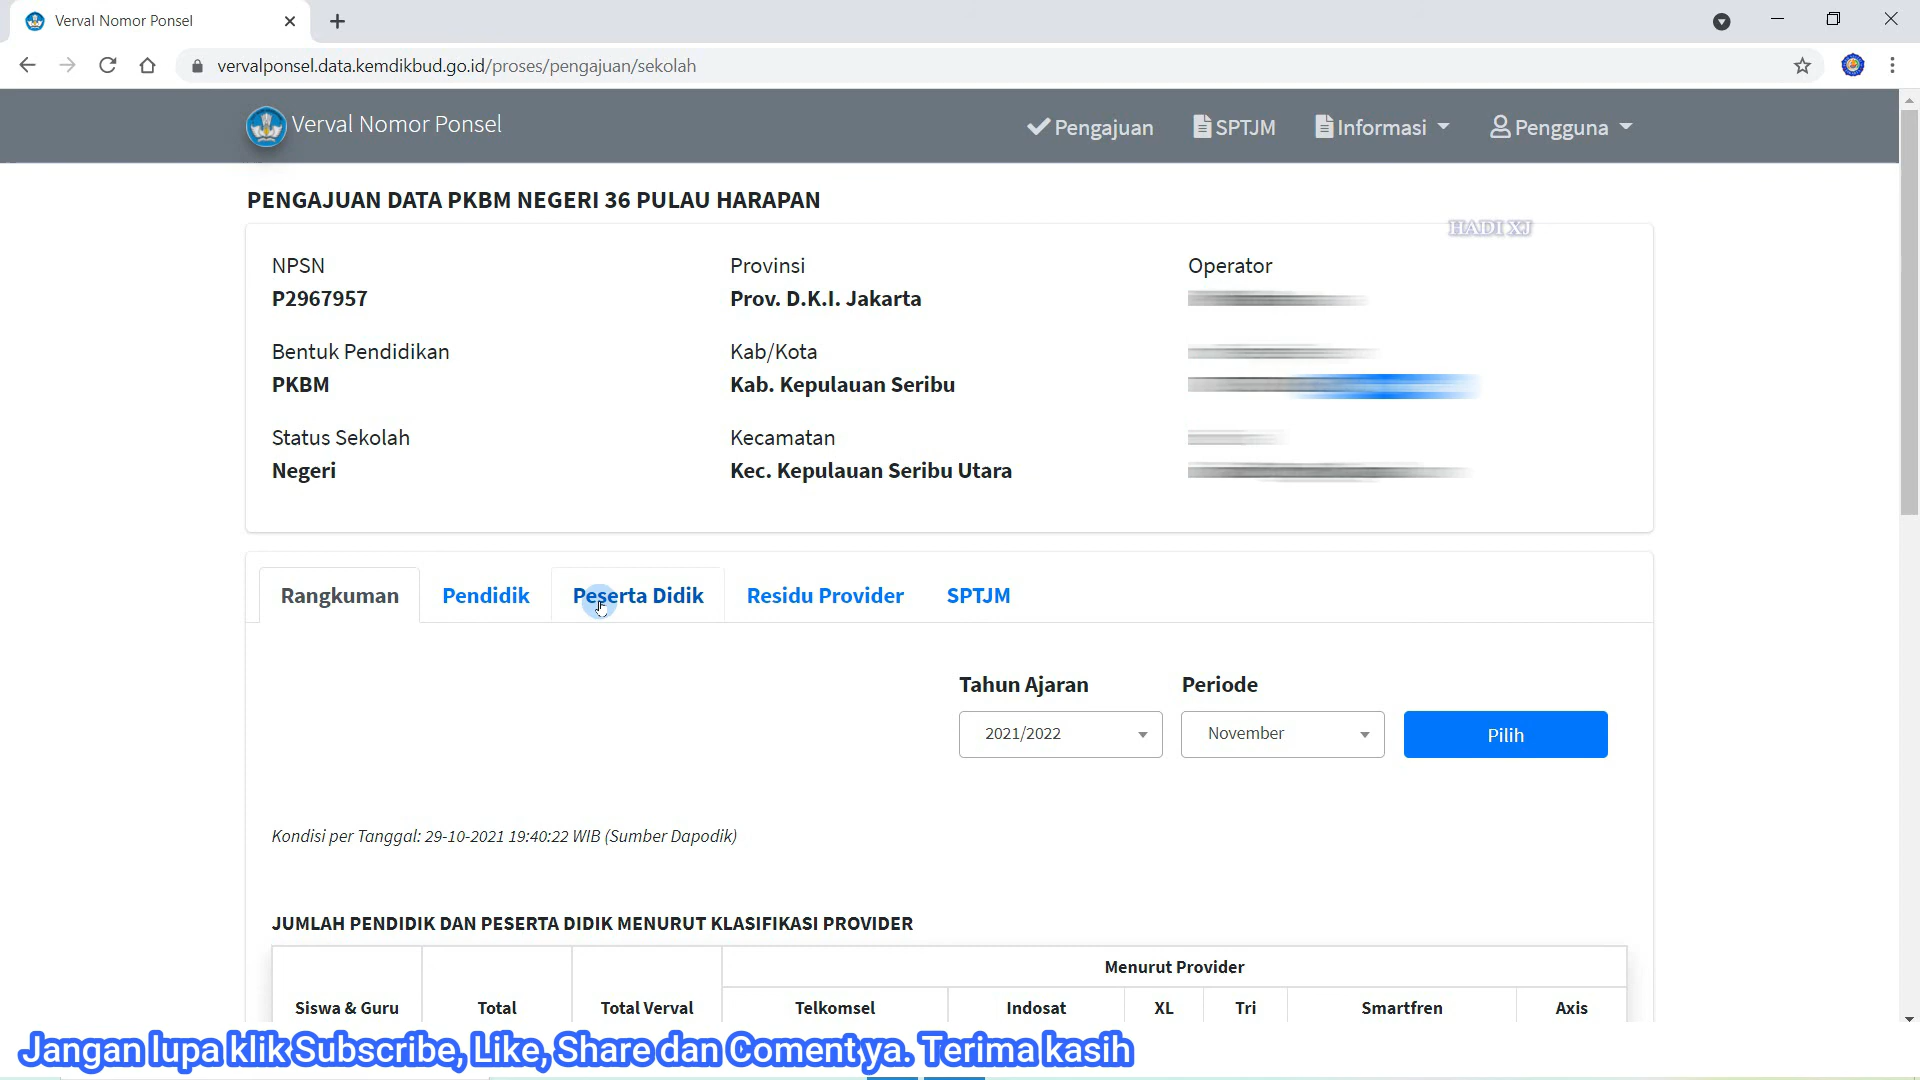 Verval Nomor Ponsel
vervalponsel.data.kemdikbud.go.id/proses/pengajuan/sekolah
Verval Nomor Ponsel
Pengajuan
SPTJM
Informasi
Pengguna
PENGAJUAN DATA PKBM NEGERI 36 PULAU HARAPAN
HADI XJ
NPSN
P2967957
Provinsi
Prov. D.K.I. Jakarta
Operator
Bentuk Pendidikan
PKBM
Kab/Kota
Kab. Kepulauan Seribu
Status Sekolah
Negeri
Kecamatan
Kec. Kepulauan Seribu Utara
Rangkuman
Pendidik
Peserta Didik
Residu Provider
SPTJM
Tahun Ajaran
Periode
2021/2022
November
Pilih
Kondisi per Tanggal: 29-10-2021 19:40:22 WIB (Sumber Dapodik)
JUMLAH PENDIDIK DAN PESERTA DIDIK MENURUT KLASIFIKASI PROVIDER
Menurut Provider
Siswa & Guru
Total
Total Verval
Telkomsel
Indosat
XL
Tri
Smartfren
Axis
Jangan lupa klik Subscribe, Like, Share dan Coment ya. Terima kasih